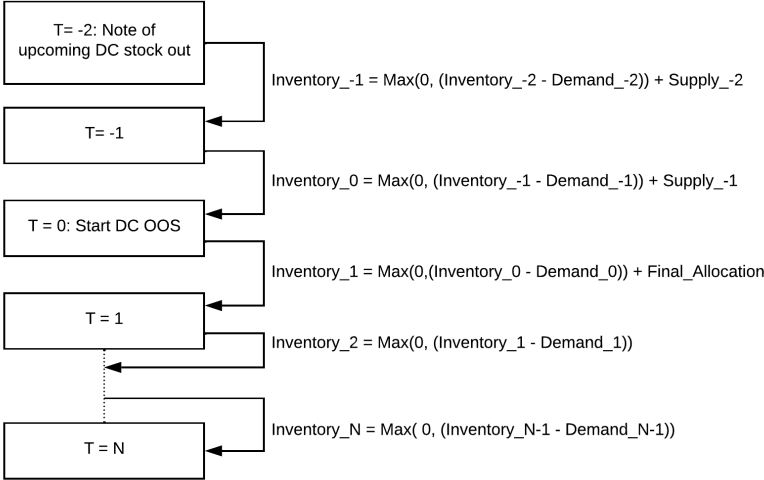 T= -2: Note of
upcoming DC stock out
Inventory_-1 = Max(0, (Inventory_-2 - Demand_-2)) + Supply_-2
T= -1
Inventory_0 = Max(0, (Inventory_-1 - Demand_-1)) + Supply_-1
T = 0: Start DC OOS
Inventory_1 = Max(0,(Inventory_0 - Demand_0)) + Final_Allocation
T = 1
Inventory_2 = Max(0, (Inventory_1 - Demand_1))
Inventory_N = Max( 0, (Inventory_N-1 - Demand_N-1))
T = N